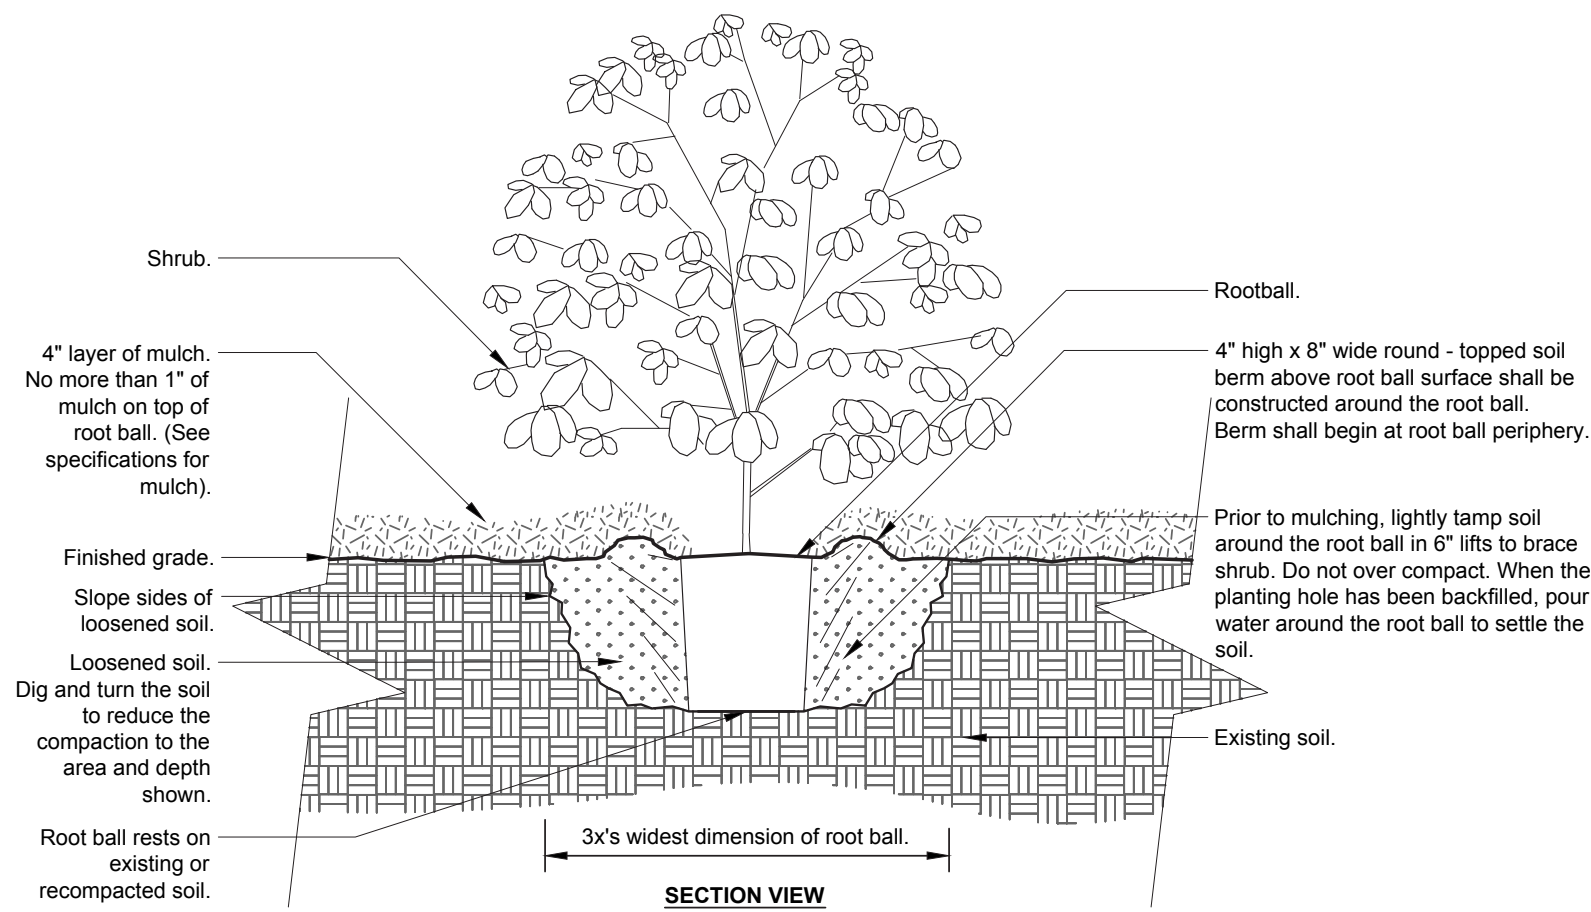 Shrub.
4" layer of mulch.
No more than 1" of
mulch on top of
root ball. (See
specifications for
mulch).
Finished grade.
Slope sides of
loosened soil.
Loosened soil.
Dig and turn the soil
to reduce the
compaction to the
area and depth
shown.
Root ball rests on
existing or
recompacted soil.
Rootball.
4" high x 8" wide round - topped soil
berm above root ball surface shall be
constructed around the root ball.
Berm shall begin at root ball periphery.
Prior to mulching, lightly tamp soil
around the root ball in 6" lifts to brace
shrub. Do not over compact. When the
planting hole has been backfilled, pour
water around the root ball to settle the
soil.
Existing soil.
3x's widest dimension of root ball.
SECTION VIEW